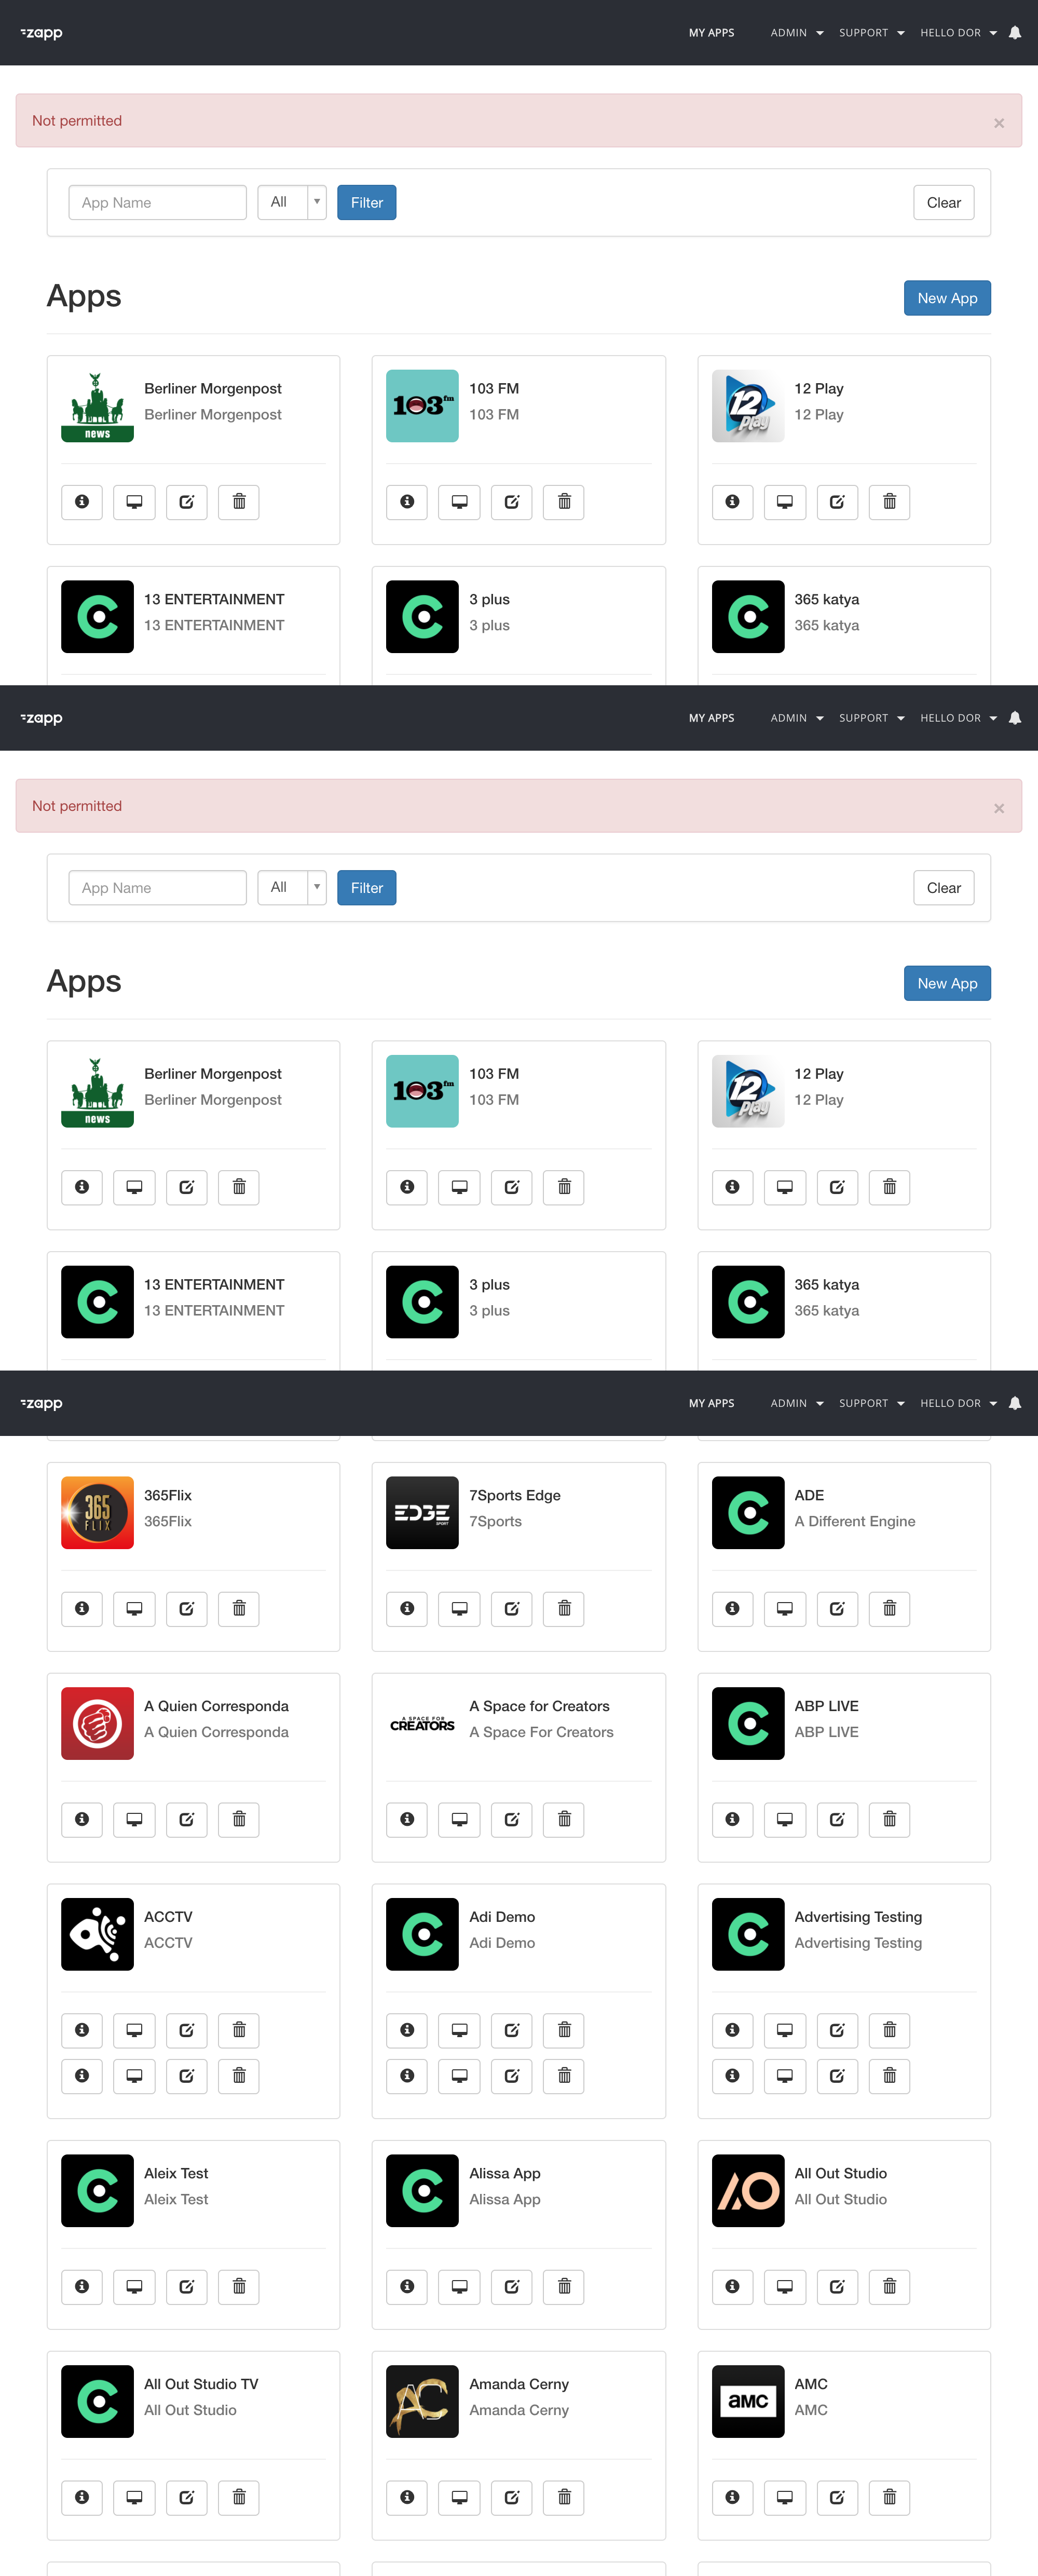 zapp MY APPS ADMIN SUPPORT HELLO DOR
Not permitted ×
App Name All Filter Clear
Apps New App
Berliner Morgenpost
Berliner Morgenpost
news
103 FM
103 FM
103 fm
12 Play
12 Play
12 Play
13 ENTERTAINMENT
13 ENTERTAINMENT
3 plus
3 plus
365 katya
365 katya
zapp MY APPS ADMIN SUPPORT HELLO DOR
Not permitted ×
App Name All Filter Clear
Apps New App
Berliner Morgenpost
Berliner Morgenpost
news
103 FM
103 FM
103 fm
12 Play
12 Play
12 Play
13 ENTERTAINMENT
13 ENTERTAINMENT
3 plus
3 plus
365 katya
365 katya
zapp MY APPS ADMIN SUPPORT HELLO DOR
365Flix
365Flix
365
FLIX
7Sports Edge
7Sports
EDGE
SPORT
ADE
A Different Engine
A Quien Corresponda
A Quien Corresponda
A Space for Creators
A Space For Creators
A SPACE FOR
CREATORS
ABP LIVE
ABP LIVE
ACCTV
ACCTV
Adi Demo
Adi Demo
Advertising Testing
Advertising Testing
Aleix Test
Aleix Test
Alissa App
Alissa App
All Out Studio
All Out Studio
All Out Studio TV
All Out Studio
Amanda Cerny
Amanda Cerny
AC
AMC
AMC
aMC